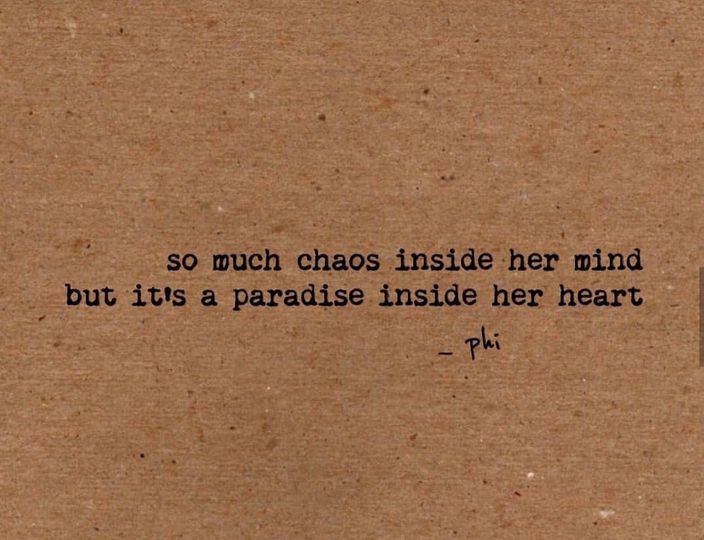 so much chaos inside her mind
but it's a paradise inside her heart
– phi